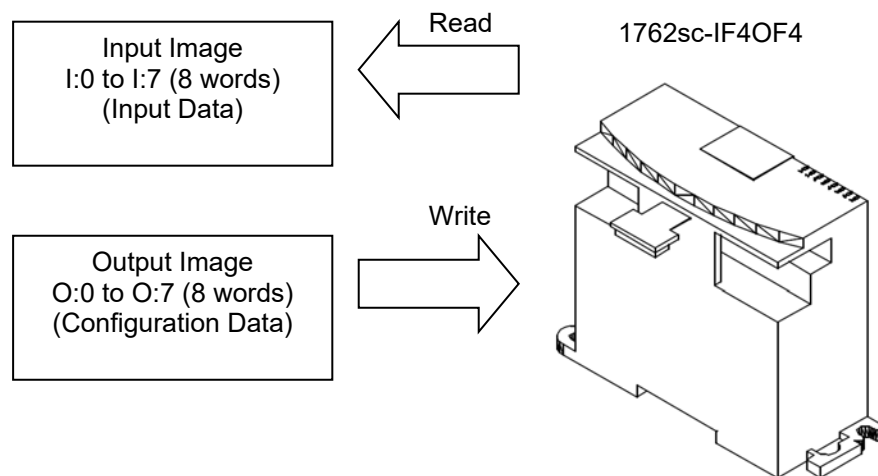 Read
1762sc-IF4OF4
Input Image
I:0 to I:7 (8 words)
(Input Data)
Write
Output Image
O:0 to O:7 (8 words)
(Configuration Data)